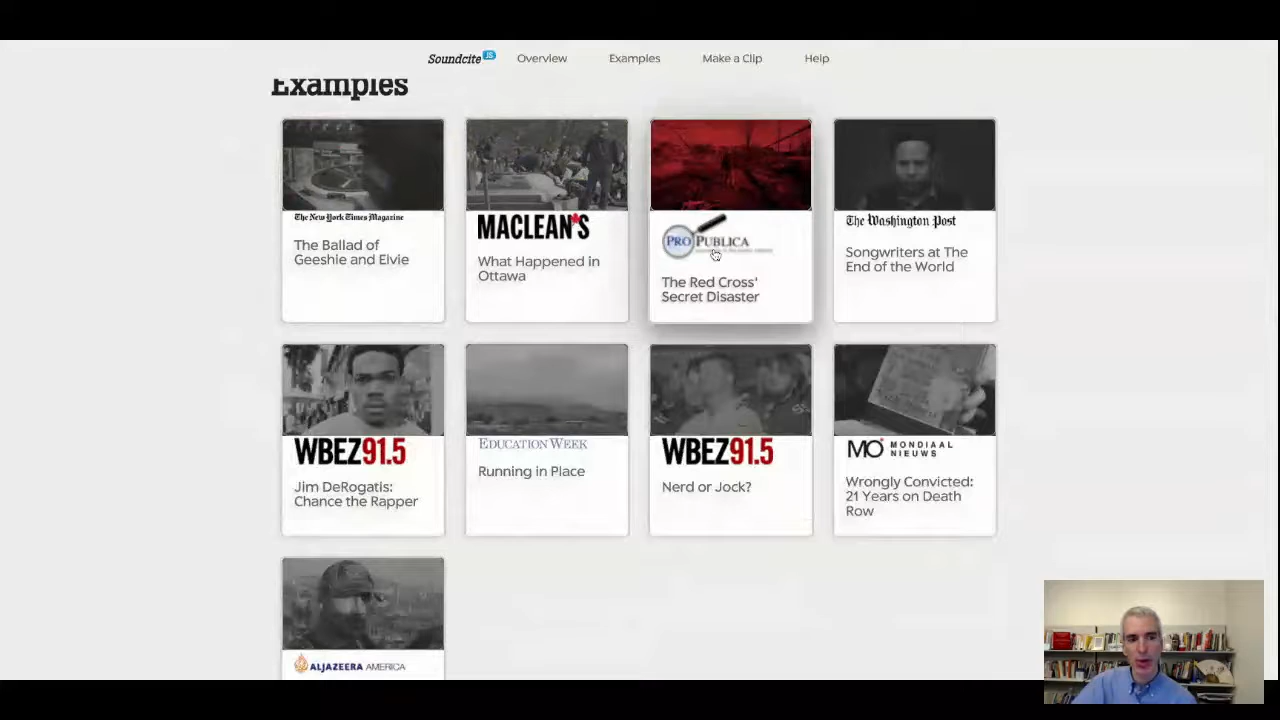 Soundcite JS Overview Examples Make a Clip Help
Examples
The New York Times Magazine
The Ballad of
Geeshie and Elvie
MACLEAN'S
What Happened in
Ottawa
PROPUBLICA
The Red Cross'
Secret Disaster
The Washington Post
Songwriters at The
End of the World
WBEZ91.5
Jim DeRogatis:
Chance the Rapper
EDUCATION WEEK
Running in Place
WBEZ91.5
Nerd or Jock?
MO MONDIAAL
NIEUWS
Wrongly Convicted:
21 Years on Death
Row
ALJAZEERA AMERICA